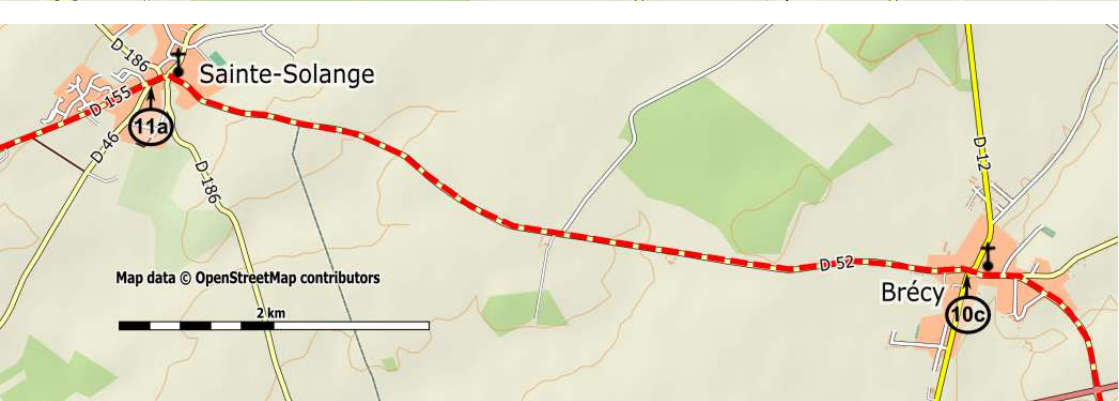 D-186
Sainte-Solange
D-155
11a
D-46
D-186
D-12
Map data © OpenStreetMap contributors
D-52
Brécy
10c
2 km